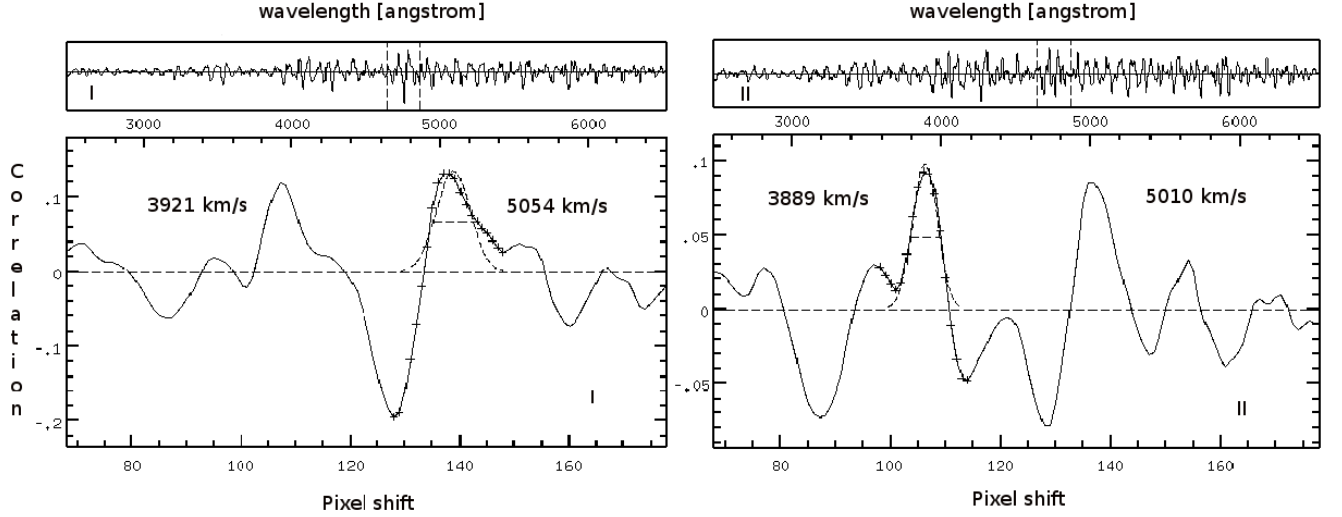 wavelength [angstrom]
wavelength [angstrom]
I
II
3000 4000 5000 6000
3000 4000 5000 6000
Correlation
3921 km/s
5054 km/s
3889 km/s
5010 km/s
.1
0
-.1
-.2
.1
.05
0
-.05
I
II
80 100 120 140 160
80 100 120 140 160
Pixel shift
Pixel shift